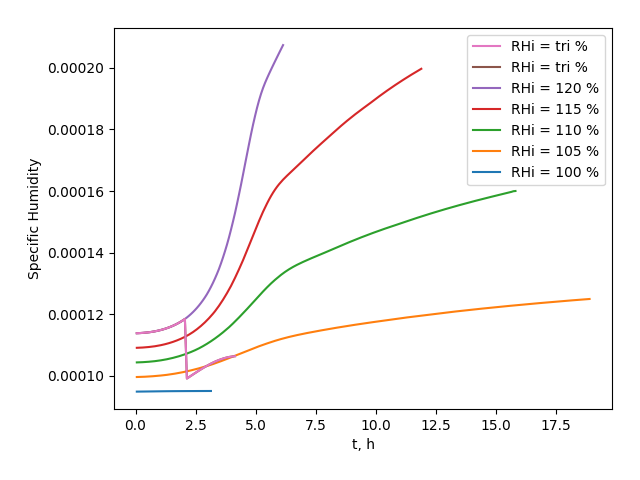 RHi = tri %
RHi = tri %
RHi = 120 %
RHi = 115 %
RHi = 110 %
RHi = 105 %
RHi = 100 %
0.00020
0.00018
0.00016
0.00014
0.00012
0.00010
Specific Humidity
0.0 2.5 5.0 7.5 10.0 12.5 15.0 17.5
t, h